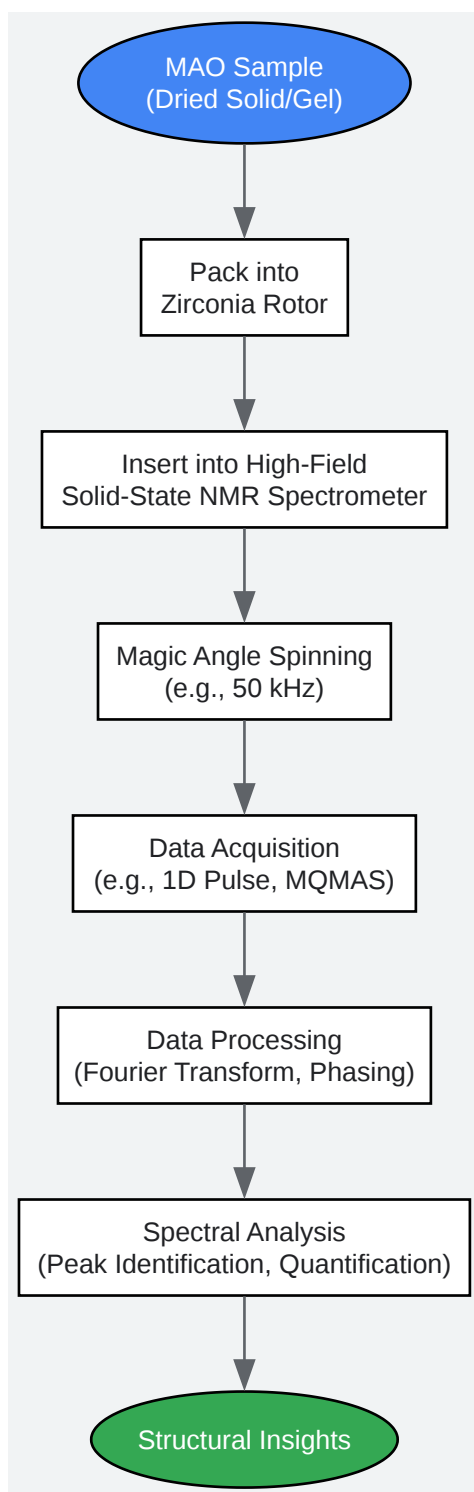 MAO Sample
(Dried Solid/Gel)
Pack into
Zirconia Rotor
Insert into High-Field
Solid-State NMR Spectrometer
Magic Angle Spinning
(e.g., 50 kHz)
Data Acquisition
(e.g., 1D Pulse, MQMAS)
Data Processing
(Fourier Transform, Phasing)
Spectral Analysis
(Peak Identification, Quantification)
Structural Insights